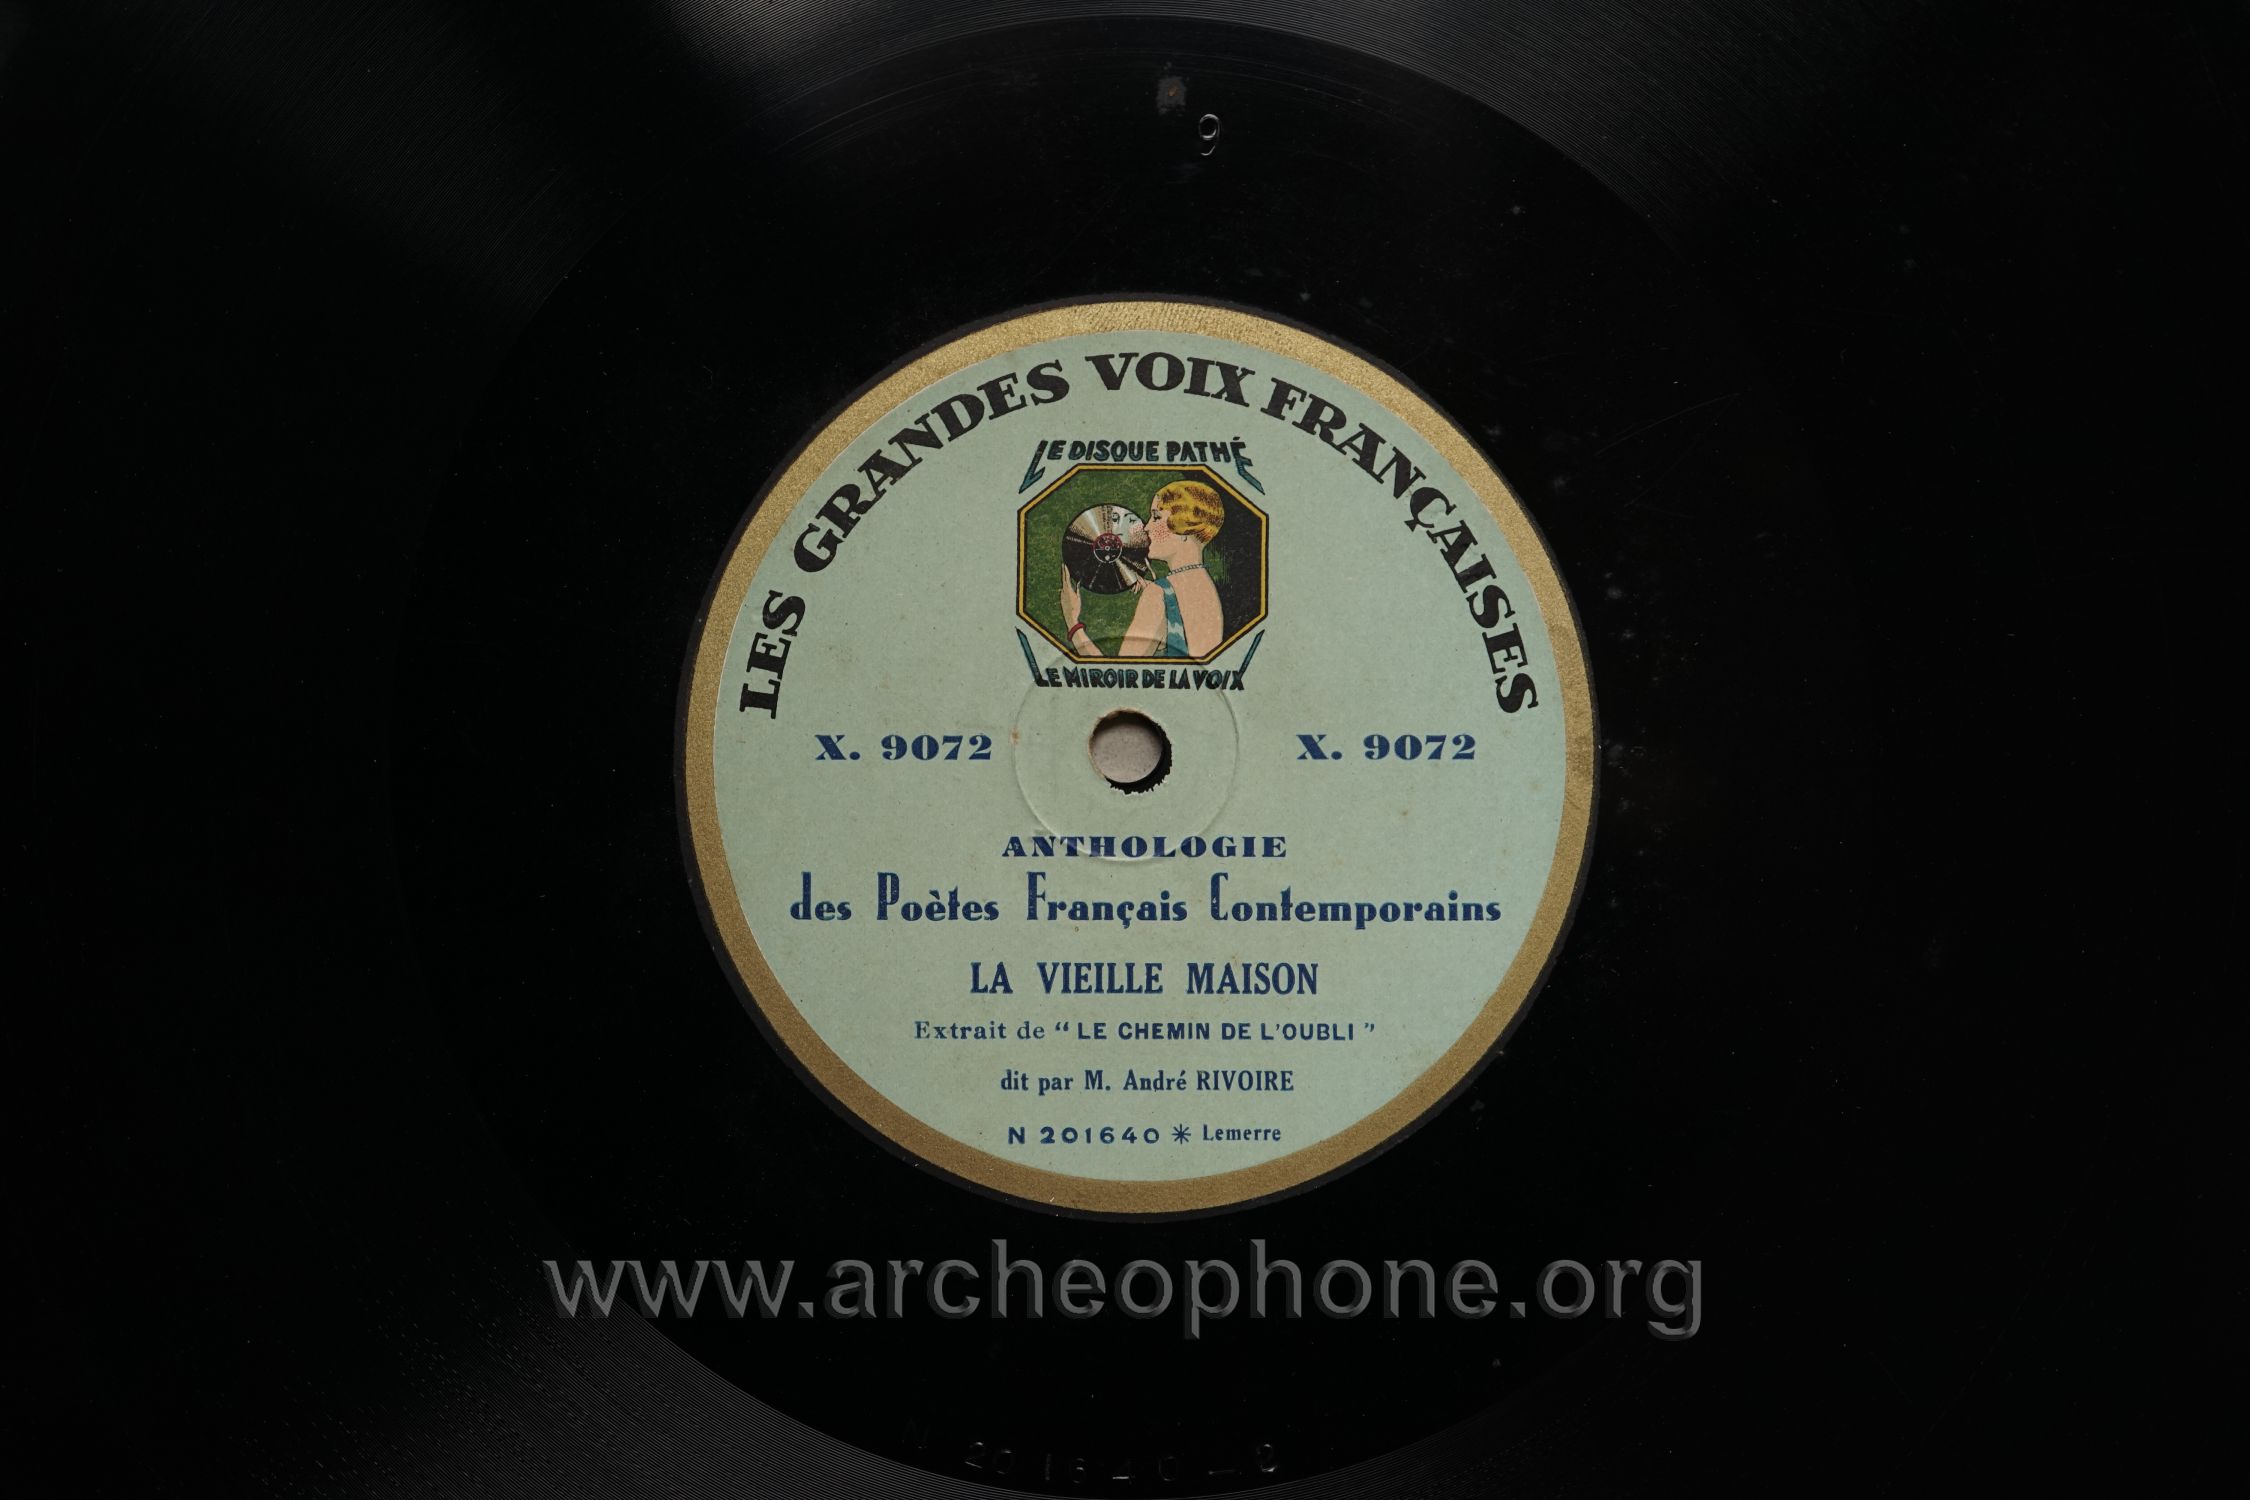 9
LES GRANDES VOIX FRANÇAISES
LE DISQUE PATHÉ
LE MIROIR DE LA VOIX
X. 9072 X. 9072
ANTHOLOGIE
des Poètes Français Contemporains
LA VIEILLE MAISON
Extrait de “ LE CHEMIN DE L'OUBLI ”
dit par M. André RIVOIRE
N 201640 ✳ Lemerre
www.archeophone.org
N 201640